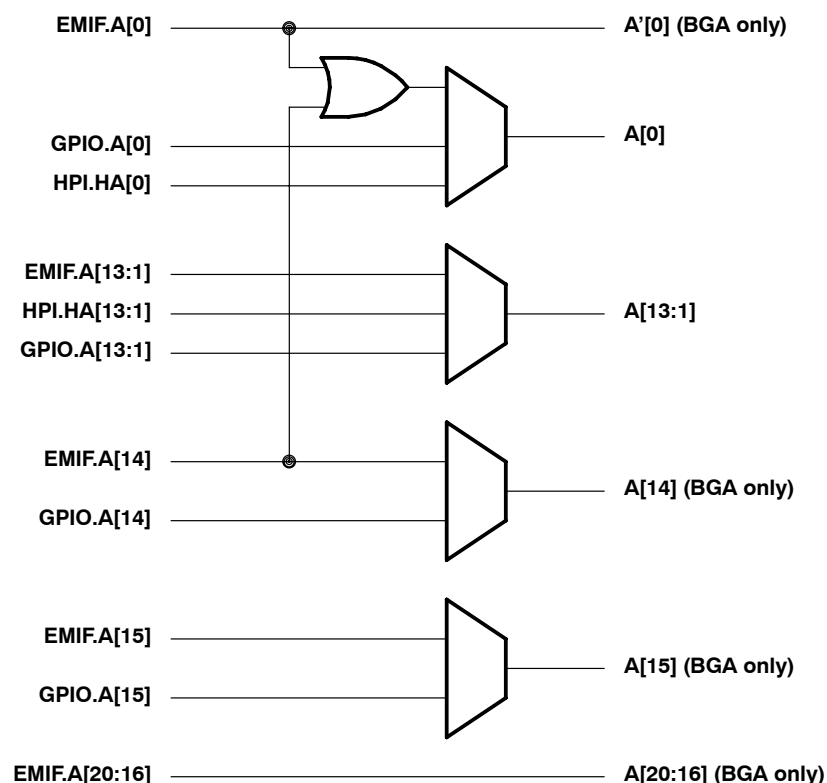 EMIF.A[0]
A’[0] (BGA only)
GPIO.A[0]
A[0]
HPI.HA[0]
EMIF.A[13:1]
HPI.HA[13:1]
A[13:1]
GPIO.A[13:1]
EMIF.A[14]
A[14] (BGA only)
GPIO.A[14]
EMIF.A[15]
A[15] (BGA only)
GPIO.A[15]
EMIF.A[20:16]
A[20:16] (BGA only)